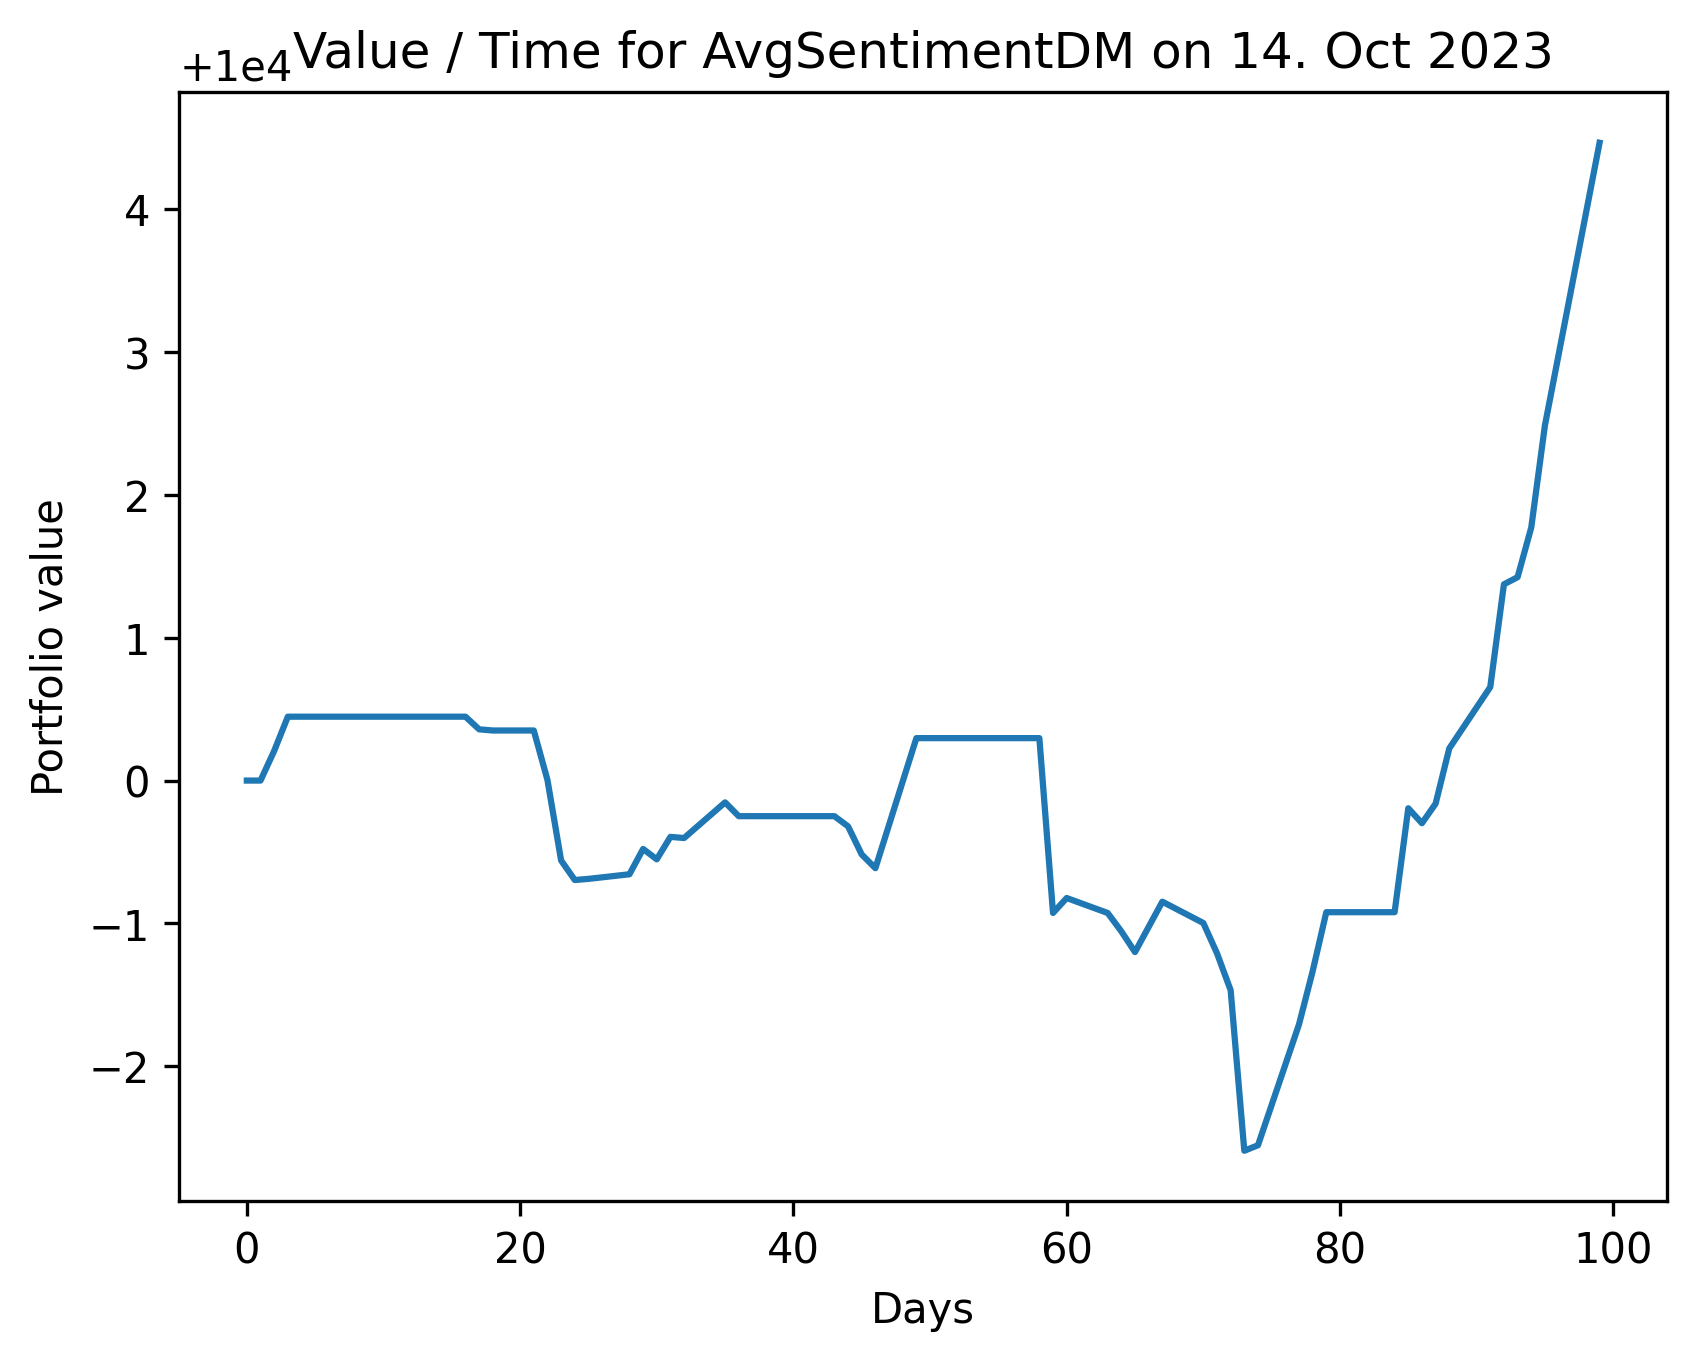 Value / Time for AvgSentimentDM on 14. Oct 2023
+1e4
4
3
2
1
0
−1
−2
Portfolio value
0 20 40 60 80 100
Days